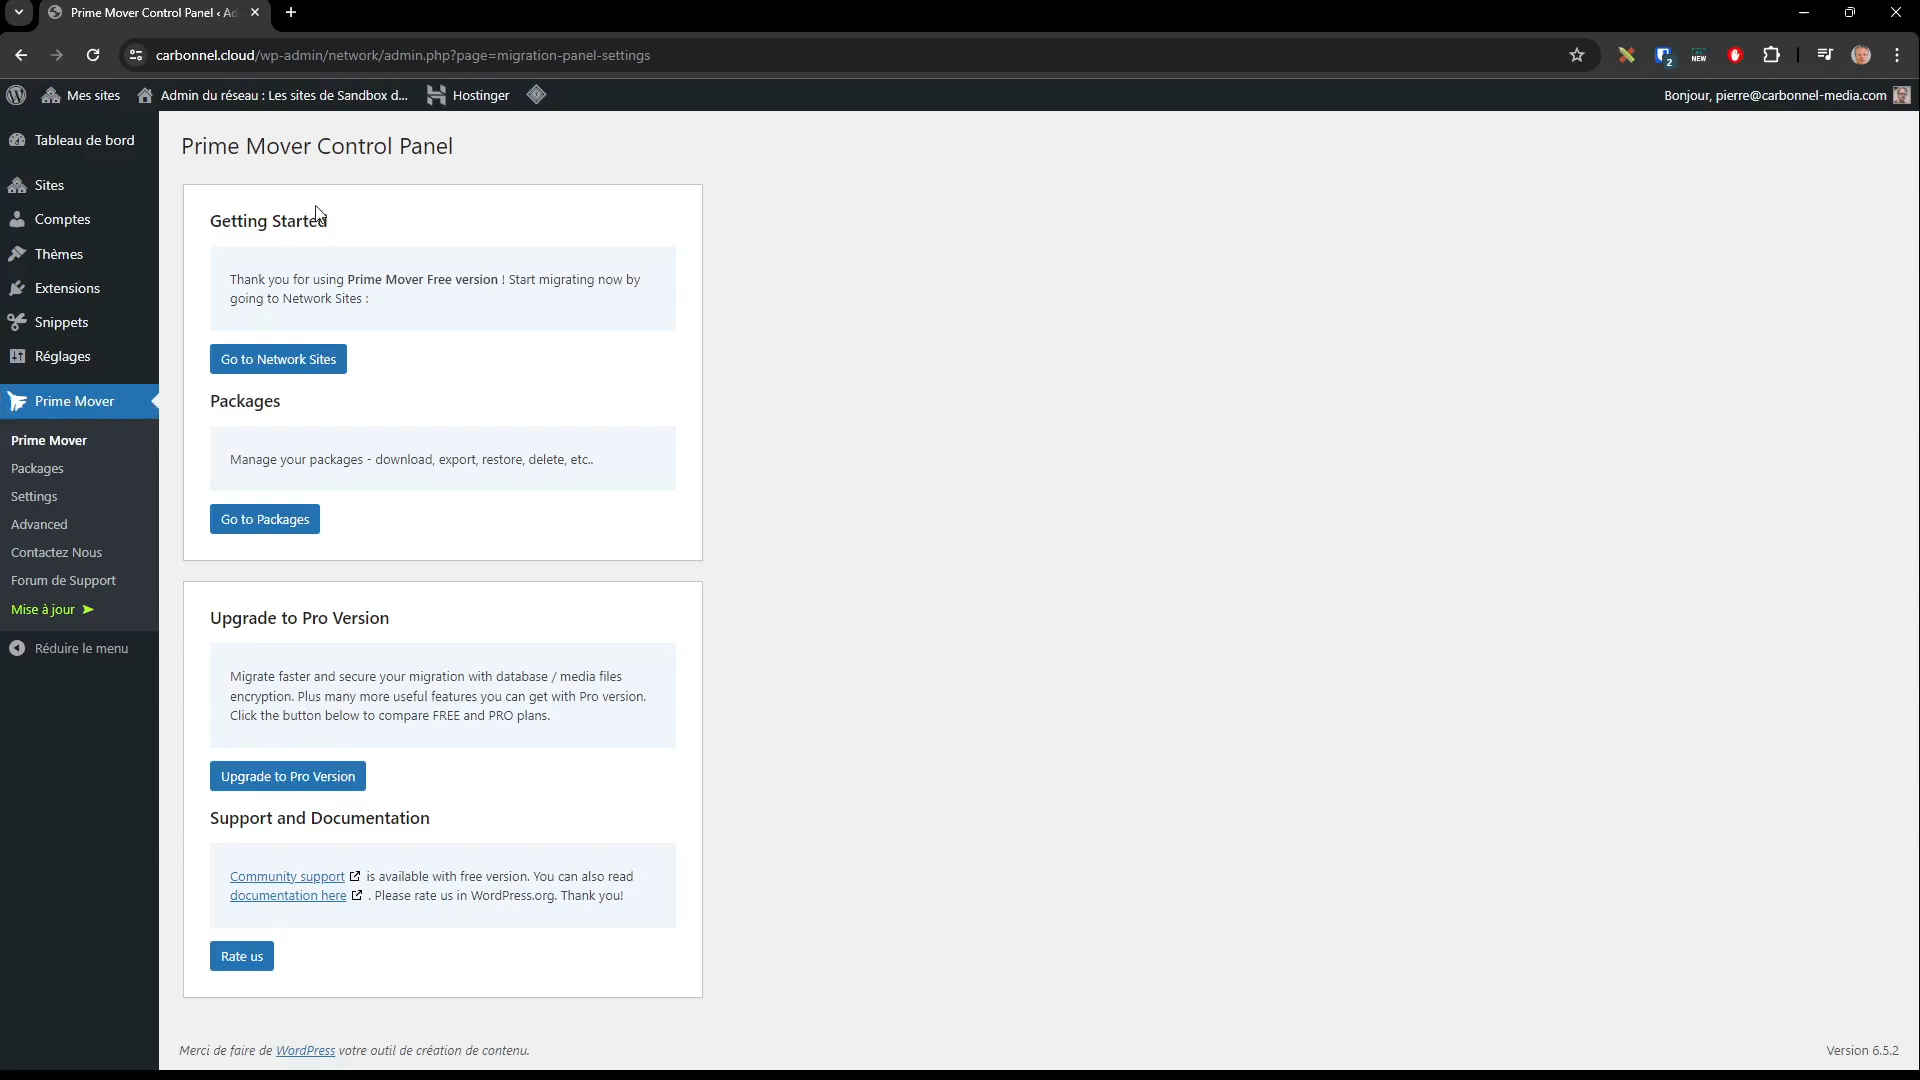 Prime Mover Control Panel ‹ Ad
carbonnel.cloud/wp-admin/network/admin.php?page=migration-panel-settings
2
NEW
Mes sites
Admin du réseau : Les sites de Sandbox d...
Hostinger
Bonjour, pierre@carbonnel-media.com
Tableau de bord
Sites
Comptes
Thèmes
Extensions
Snippets
Réglages
Prime Mover
Prime Mover
Packages
Settings
Advanced
Contactez Nous
Forum de Support
Mise à jour ➤
Réduire le menu
Prime Mover Control Panel
Getting Started
Thank you for using Prime Mover Free version ! Start migrating now by
going to Network Sites :
Go to Network Sites
Packages
Manage your packages - download, export, restore, delete, etc..
Go to Packages
Upgrade to Pro Version
Migrate faster and secure your migration with database / media files
encryption. Plus many more useful features you can get with Pro version.
Click the button below to compare FREE and PRO plans.
Upgrade to Pro Version
Support and Documentation
Community support is available with free version. You can also read
documentation here . Please rate us in WordPress.org. Thank you!
Rate us
Merci de faire de WordPress votre outil de création de contenu.
Version 6.5.2